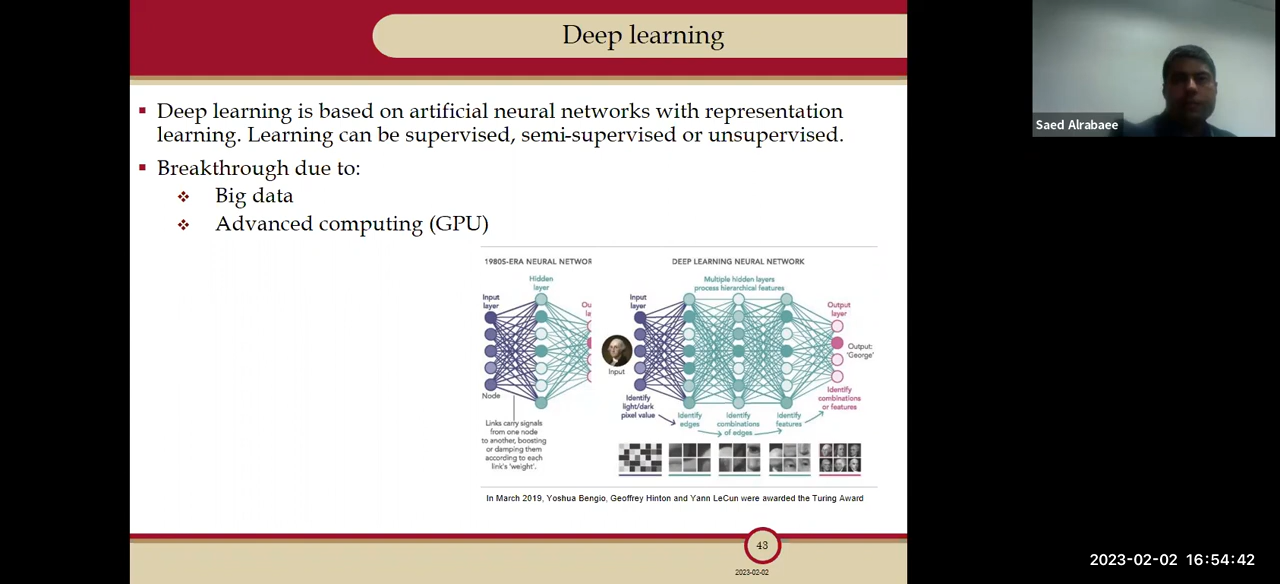 Deep learning
Saed Alrabaee
Deep learning is based on artificial neural networks with representation
learning. Learning can be supervised, semi-supervised or unsupervised.
Breakthrough due to:
Big data
Advanced computing (GPU)
1980S-ERA NEURAL NETWOR
Hidden
layer
Input
layer
Ou
la
Node
Links carry signals
from one node
to another, boosting
or damping them
according to each
link's 'weight'.
DEEP LEARNING NEURAL NETWORK
Multiple hidden layers
process hierarchical features
Input
layer
Output
layer
Input
Output:
'George'
Identify
light/dark
pixel value
Identify
edges
Identify
combinations
of edges
Identify
features
Identify
combinations
or features
In March 2019, Yoshua Bengio, Geoffrey Hinton and Yann LeCun were awarded the Turing Award
43
2023-02-02
2023-02-02 16:54:42